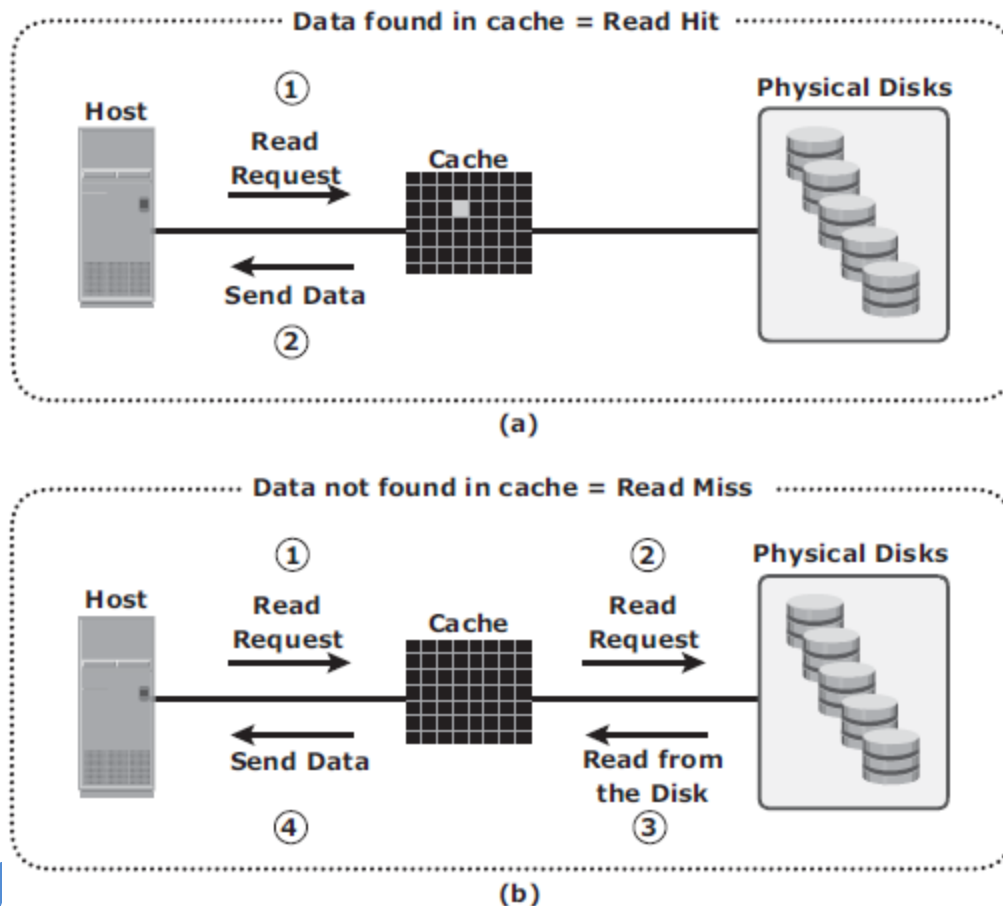 Data found in cache = Read Hit
①
Physical Disks
Host
Read
Request
Cache
Send Data
②
(a)
Data not found in cache = Read Miss
①
②
Physical Disks
Host
Read
Request
Cache
Read
Request
Send Data
Read from
the Disk
④
③
(b)